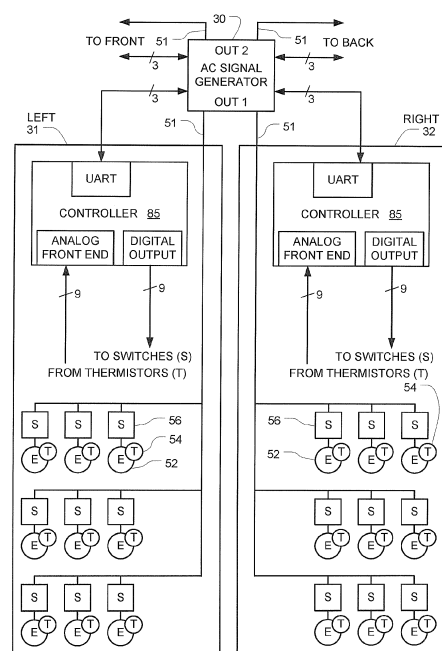 51
30
51
TO FRONT
OUT 2
TO BACK
3
AC SIGNAL
GENERATOR
3
3
OUT 1
3
LEFT
31
51
51
RIGHT
32
UART
CONTROLLER 85
ANALOG
FRONT END
DIGITAL
OUTPUT
9
9
TO SWITCHES (S)
FROM THERMISTORS (T)
UART
CONTROLLER 85
ANALOG
FRONT END
DIGITAL
OUTPUT
9
9
TO SWITCHES (S)
FROM THERMISTORS (T)
54
S S S 56
E T E T E T 54
52
S S S
E T E T E T
S S S
E T E T E T
56 S S S
52 E T E T E T
S S S
E T E T E T
S S S
E T E T E T